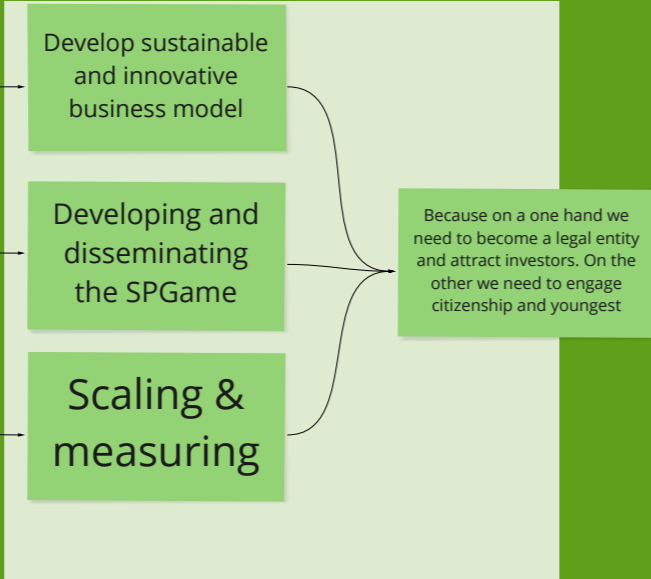 Develop sustainable
and innovative
business model
Developing and
disseminating
the SPGame
Scaling &
measuring
Because on a one hand we
need to become a legal entity
and attract investors. On the
other we need to engage
citizenship and youngest